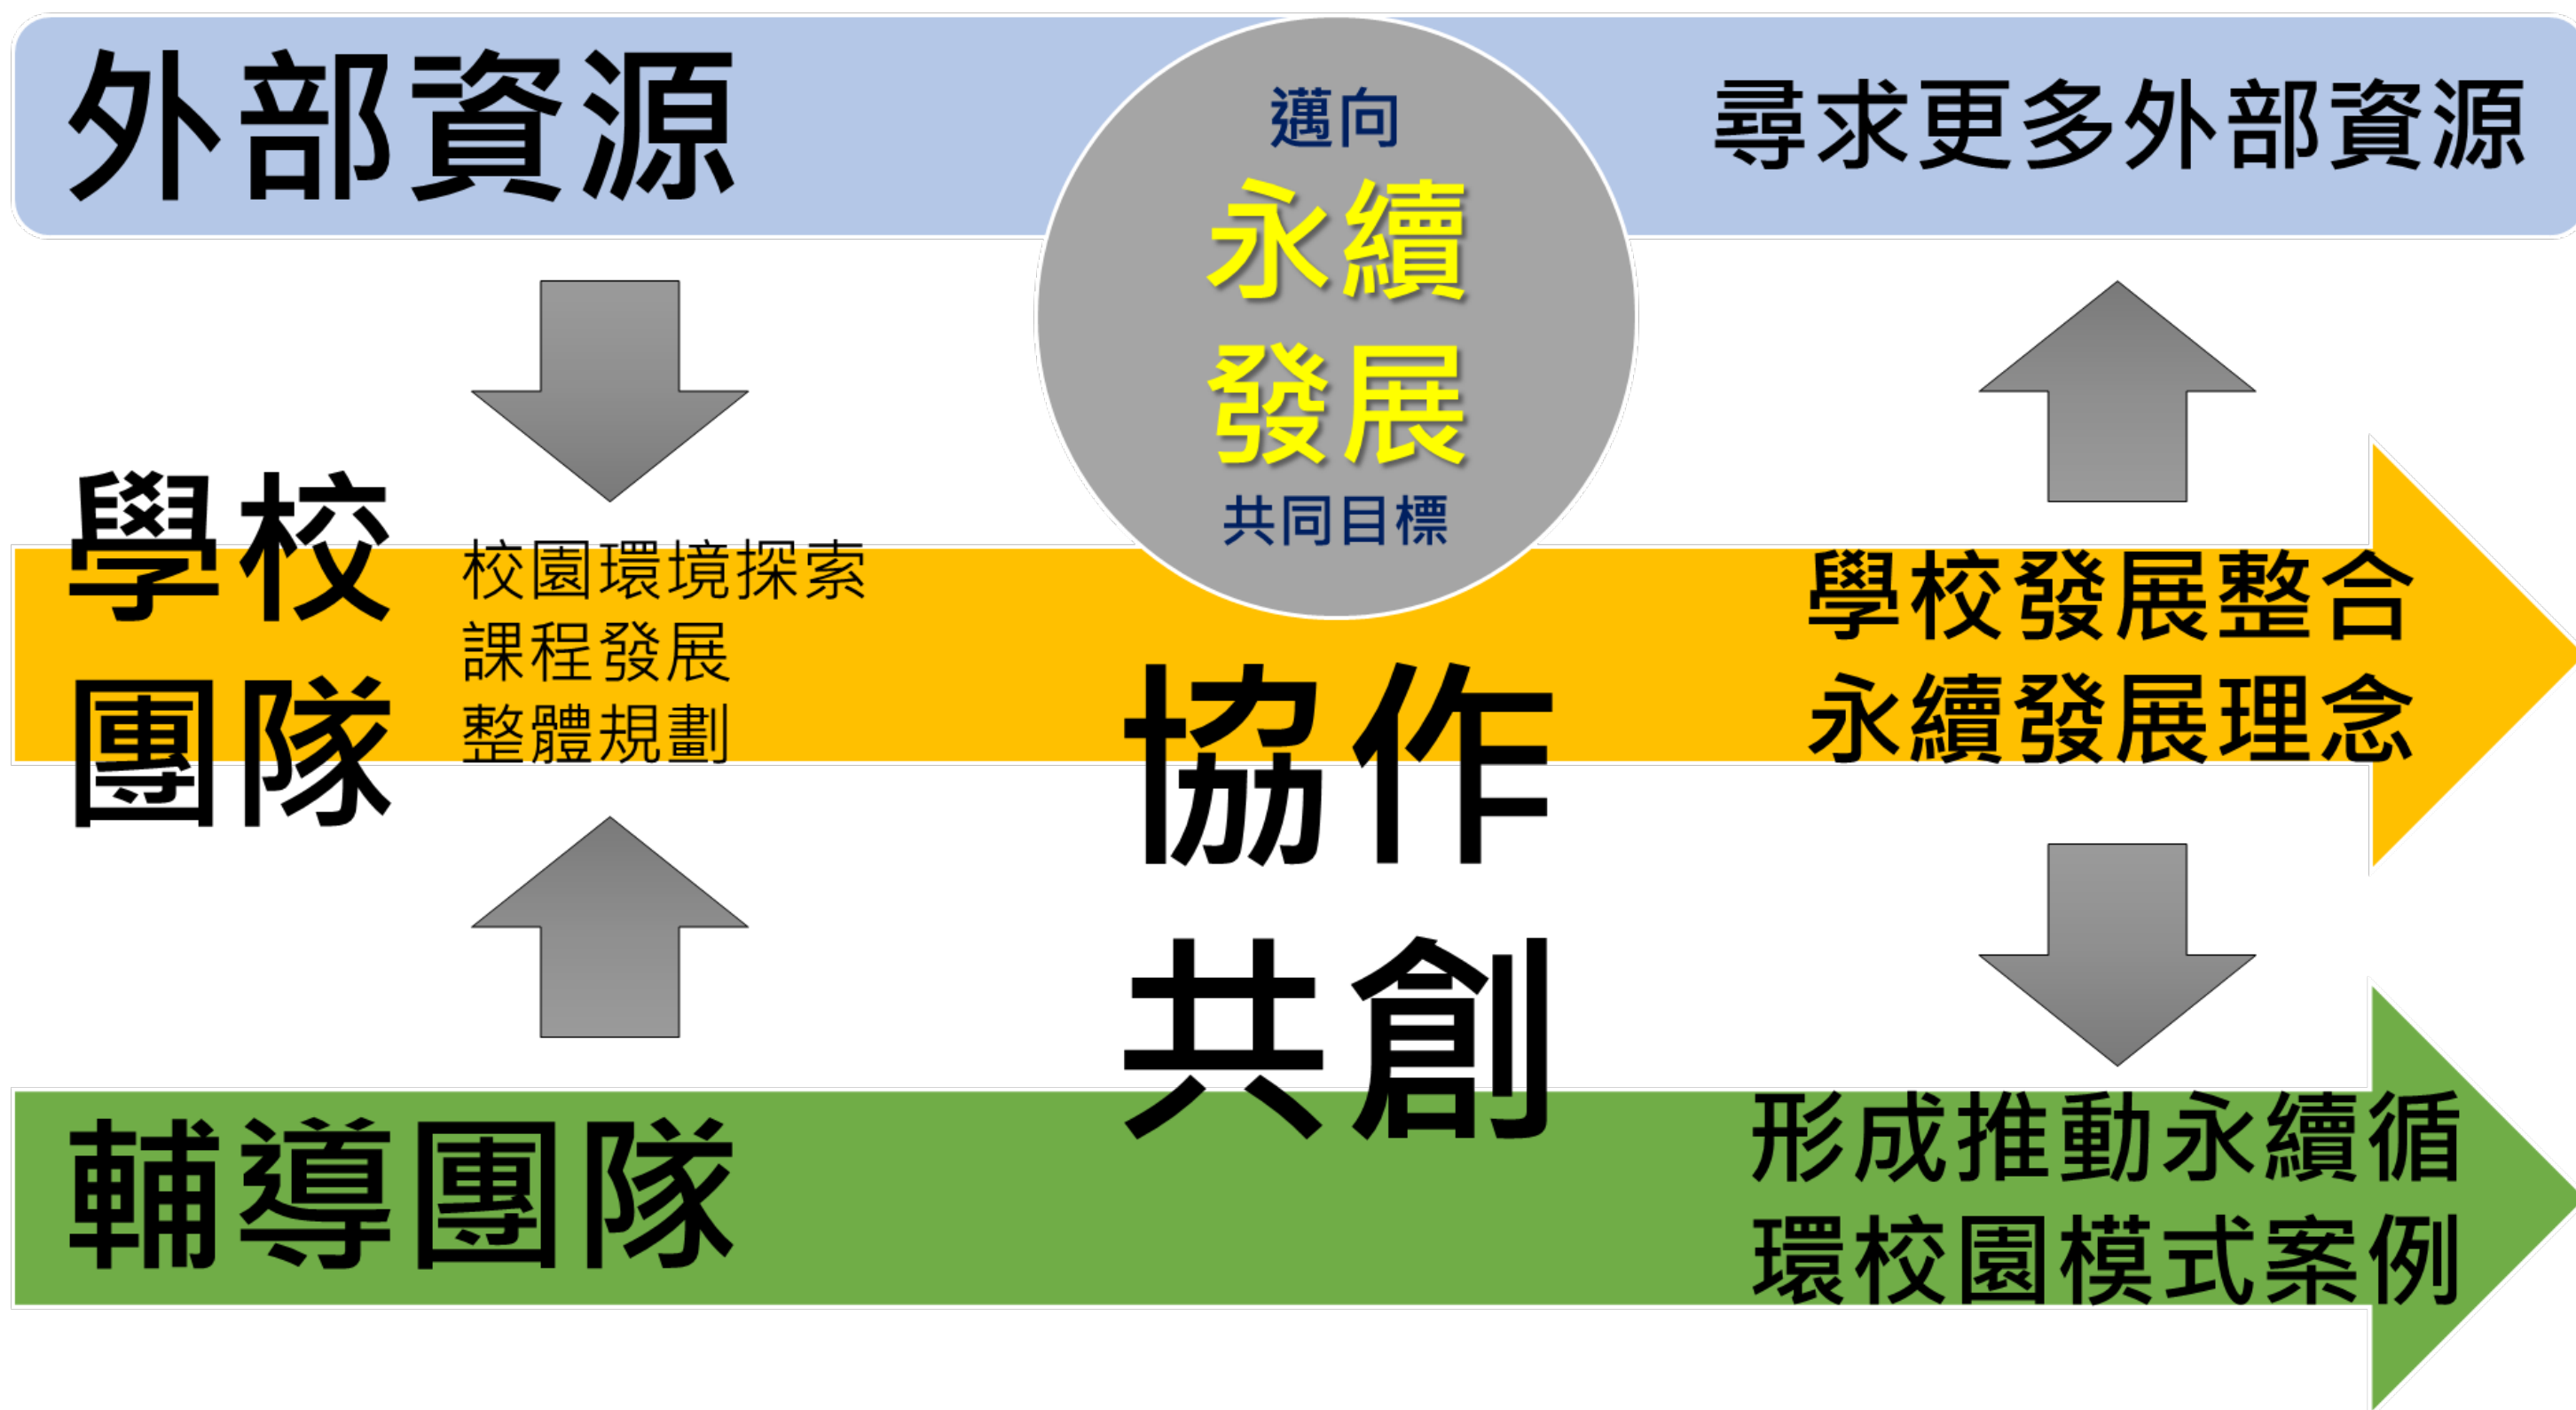 外部資源
邁向
永續
發展
共同目標
尋求更多外部資源
學校
團隊
校園環境探索
課程發展
整體規劃
協作
共創
學校發展整合
永續發展理念
輔導團隊
形成推動永續循
環校園模式案例